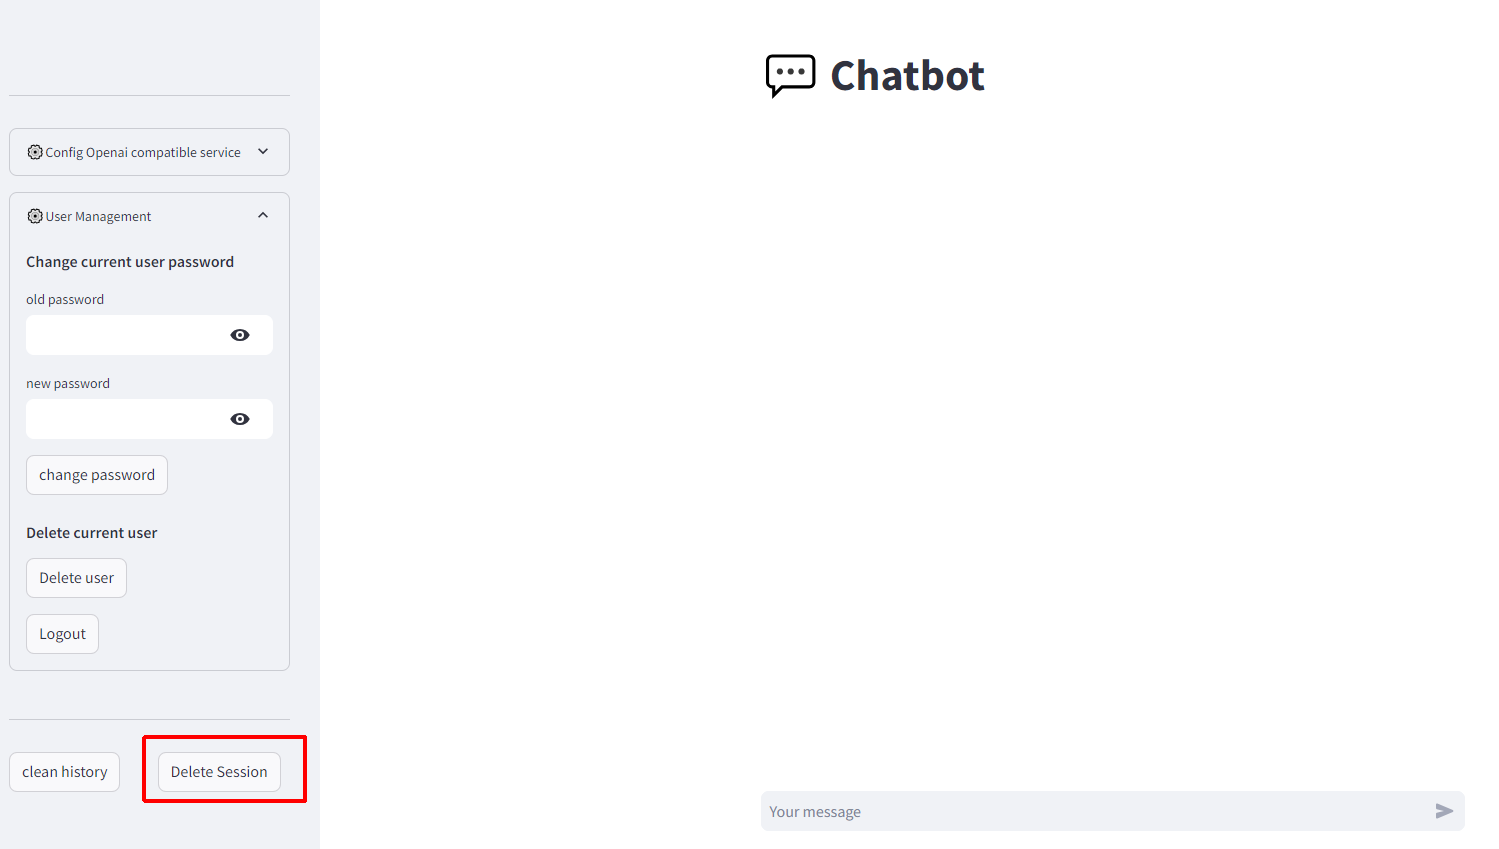 Config Openai compatible service
User Management
Change current user password
old password
new password
change password
Delete current user
Delete user
Logout
clean history
Delete Session
Chatbot
Your message